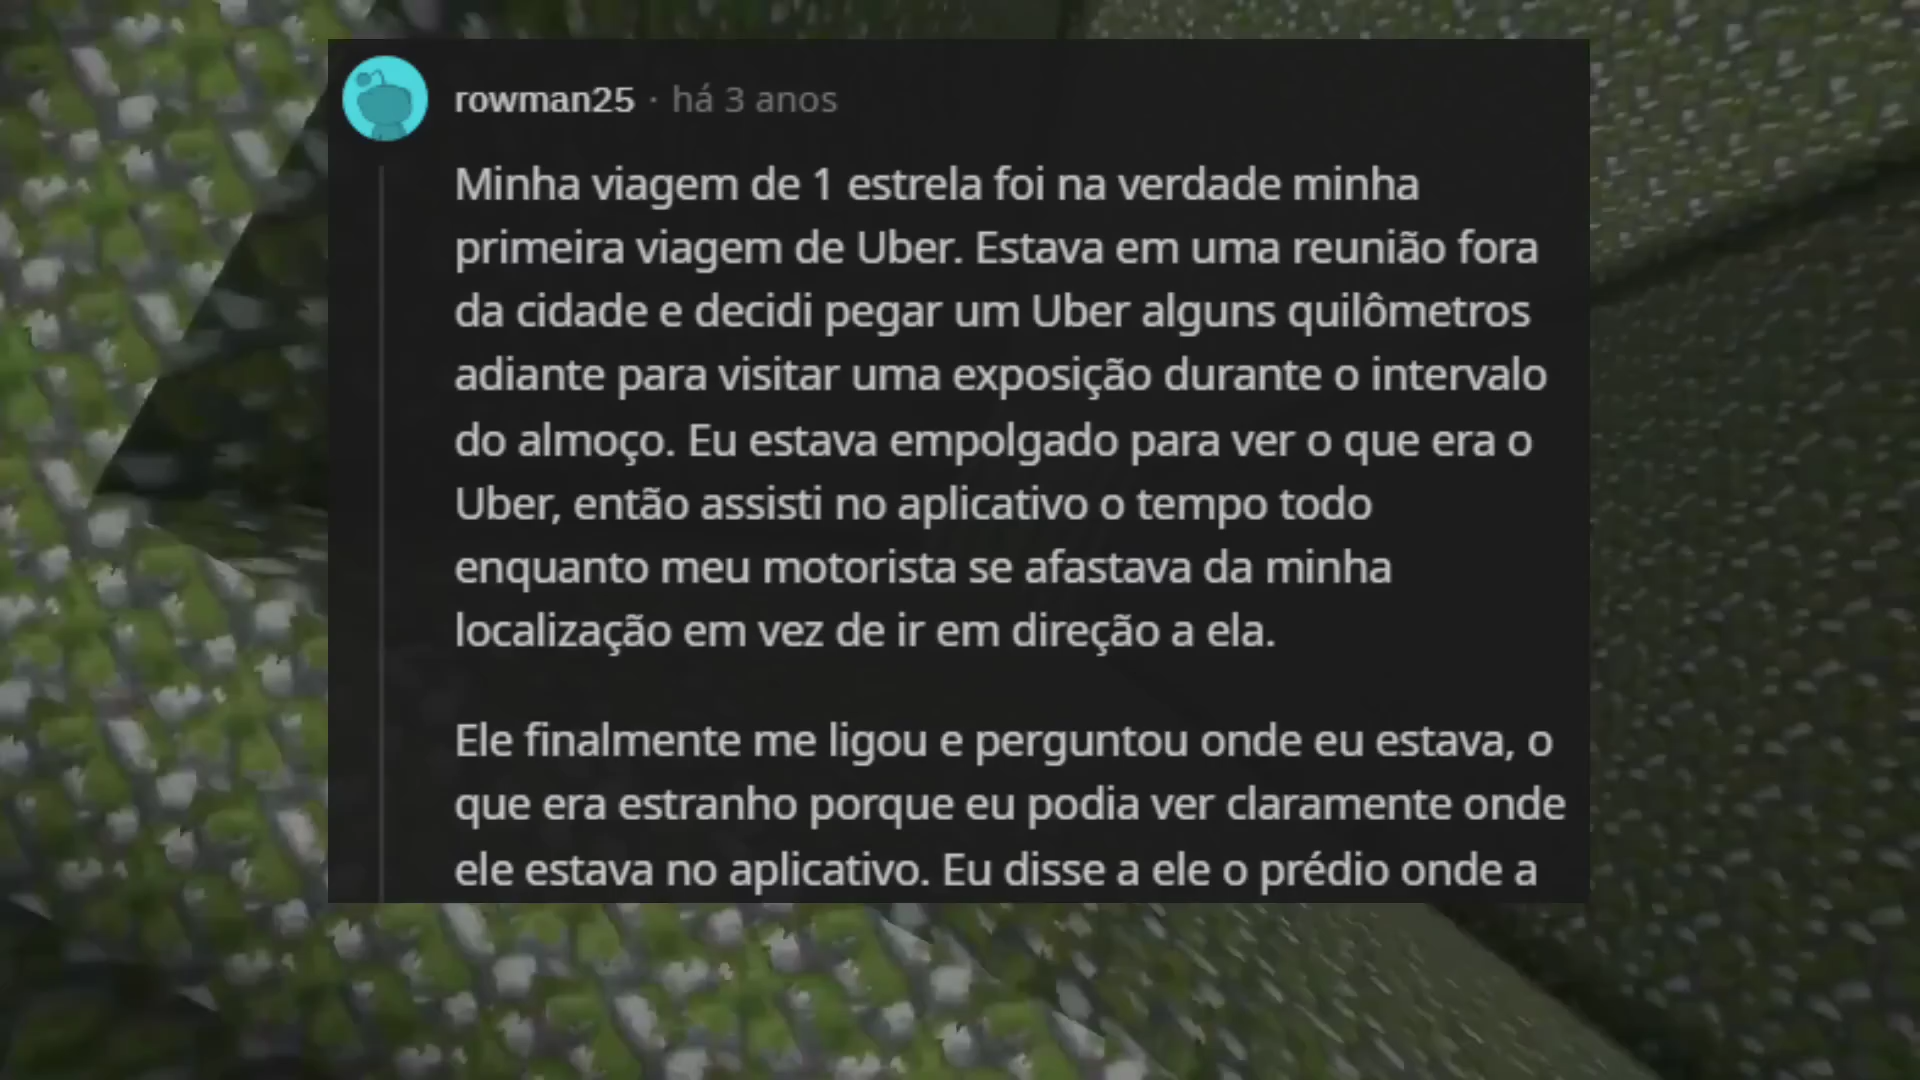 rowman25 · há 3 anos
Minha viagem de 1 estrela foi na verdade minha
primeira viagem de Uber. Estava em uma reunião fora
da cidade e decidi pegar um Uber alguns quilômetros
adiante para visitar uma exposição durante o intervalo
do almoço. Eu estava empolgado para ver o que era o
Uber, então assisti no aplicativo o tempo todo
enquanto meu motorista se afastava da minha
localização em vez de ir em direção a ela.
Ele finalmente me ligou e perguntou onde eu estava, o
que era estranho porque eu podia ver claramente onde
ele estava no aplicativo. Eu disse a ele o prédio onde a